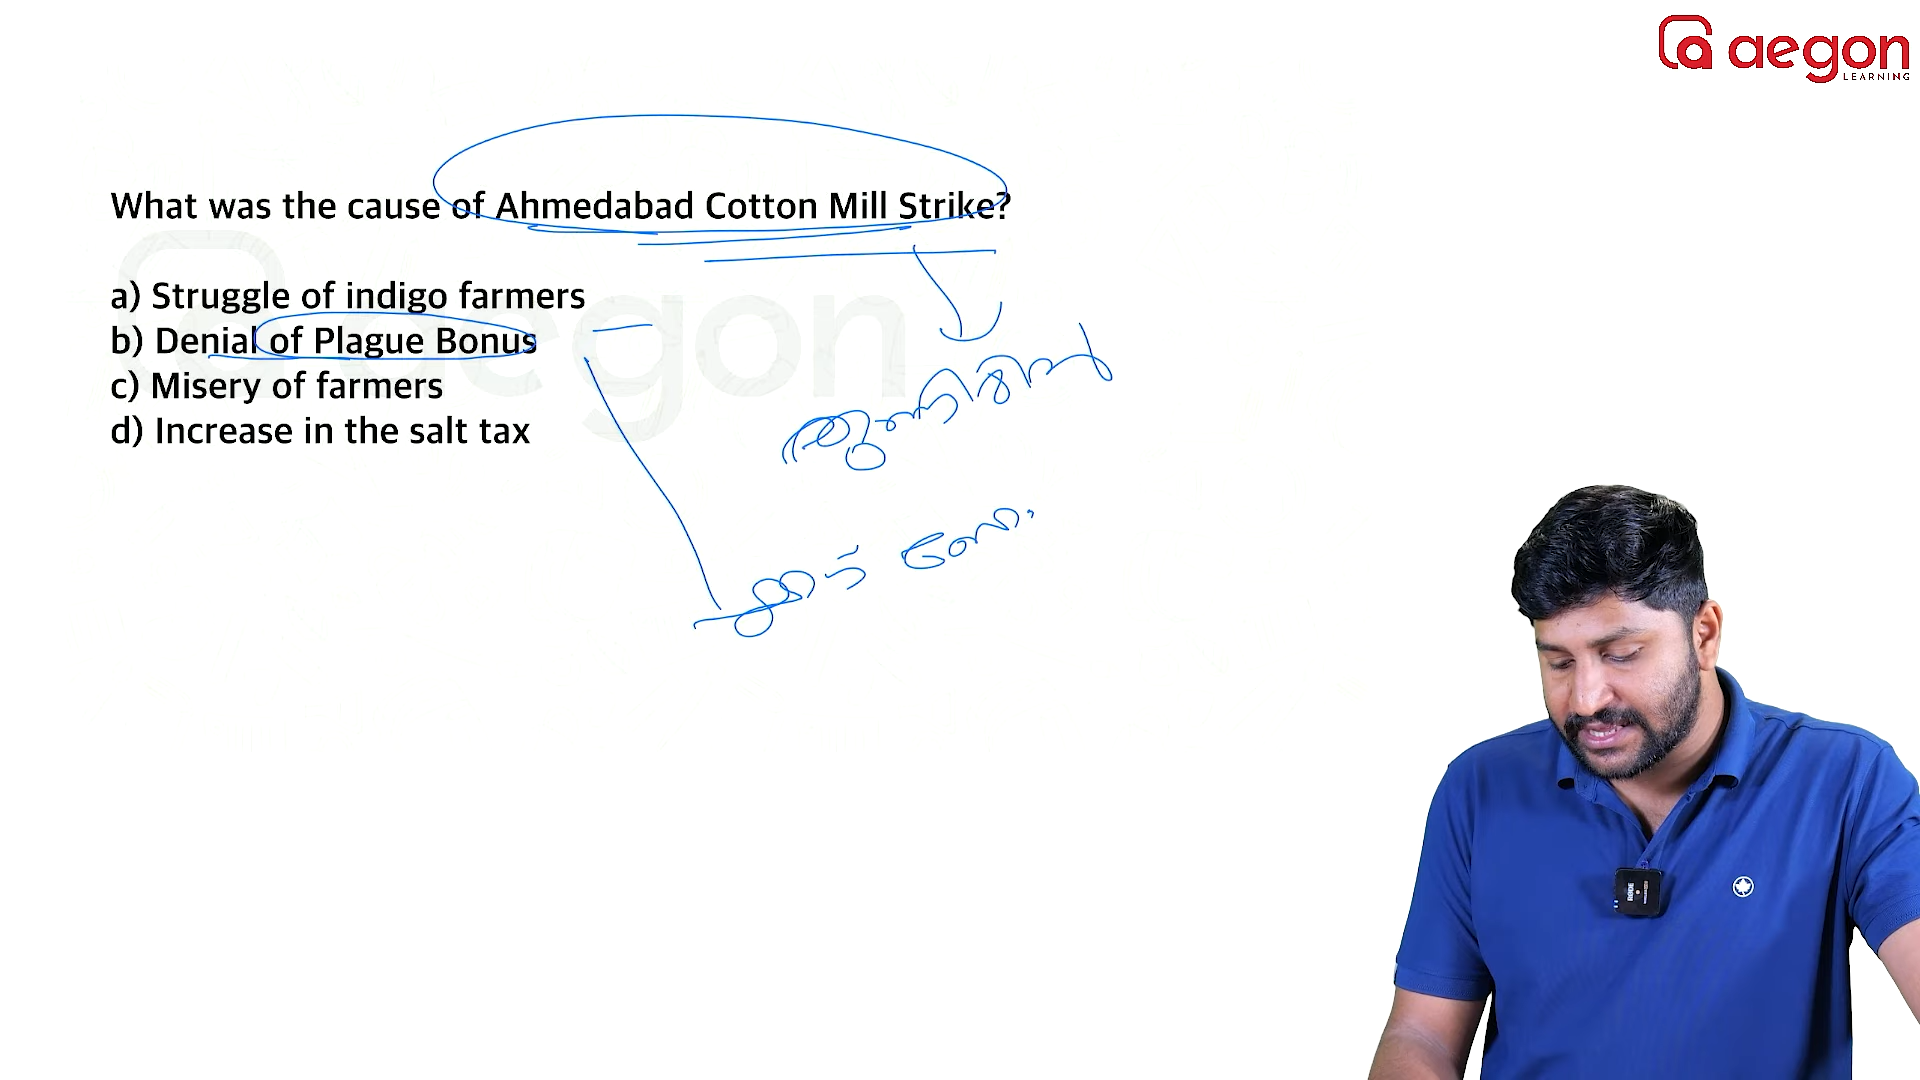 aegon
LEARNING
What was the cause of Ahmedabad Cotton Mill Strike?
a) Struggle of indigo farmers
b) Denial of Plague Bonus
c) Misery of farmers
d) Increase in the salt tax